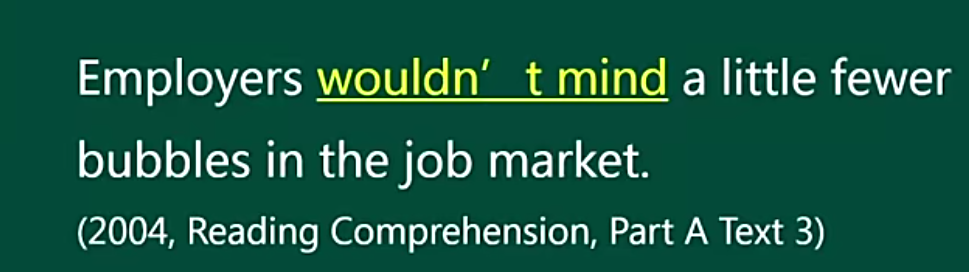 Employers wouldn’ t mind a little fewer
bubbles in the job market.
(2004, Reading Comprehension, Part A Text 3)